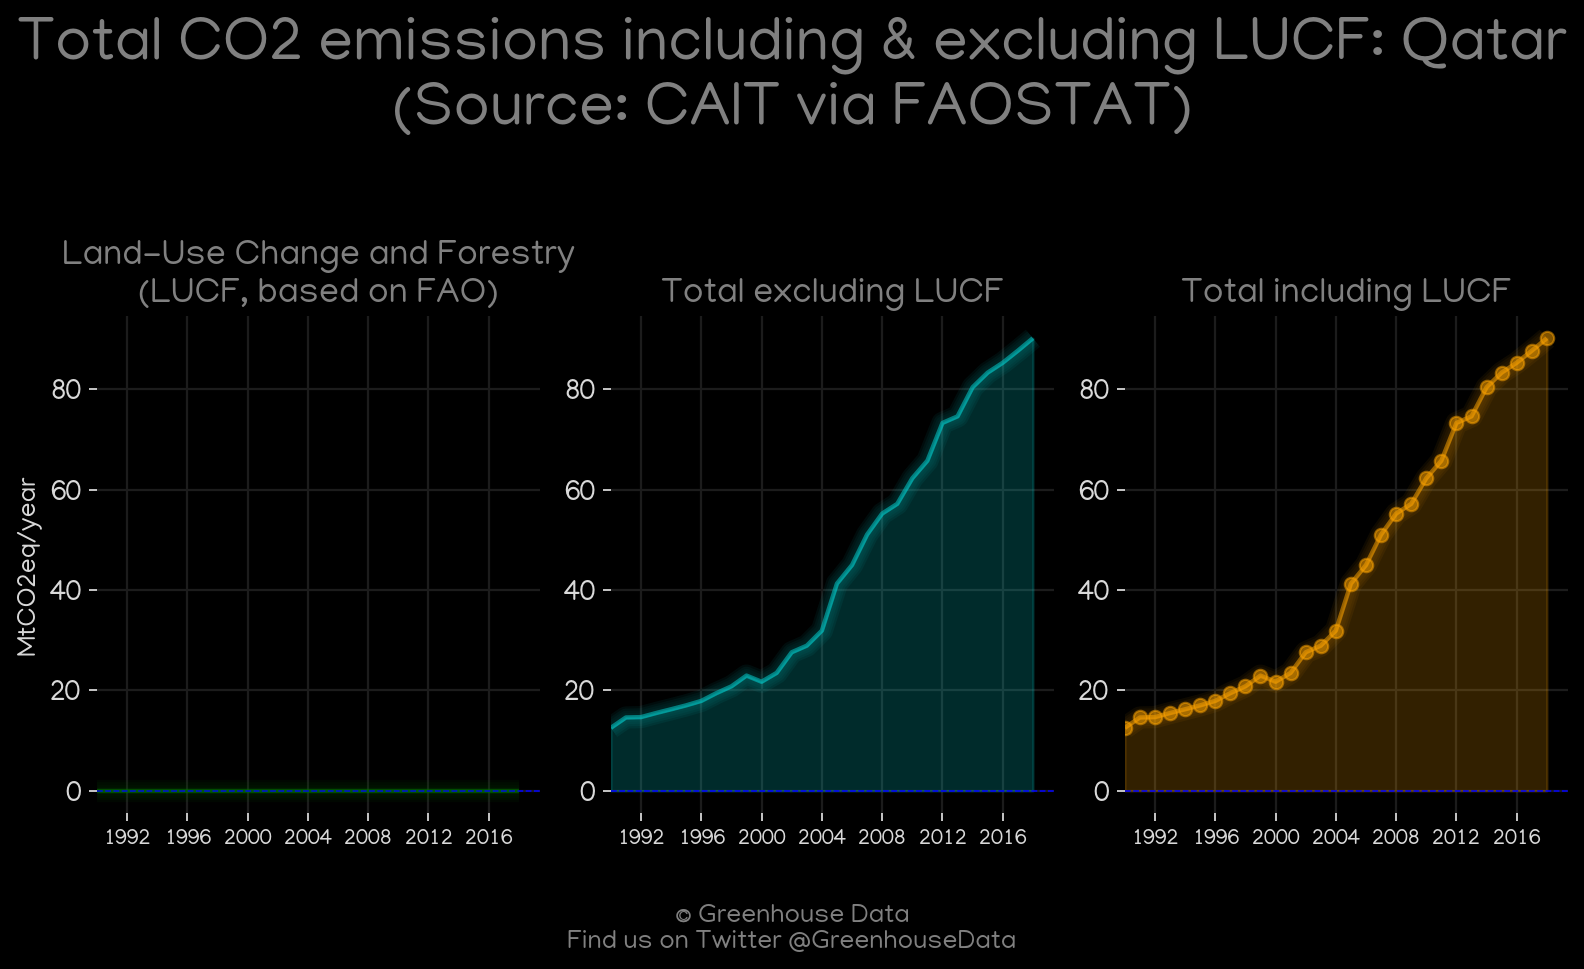 Total CO2 emissions including & excluding LUCF: Qatar
(Source: CAIT via FAOSTAT)
Land-Use Change and Forestry
(LUCF, based on FAO)
MtCO2eq/year
80
60
40
20
0
1992 1996 2000 2004 2008 2012 2016
Total excluding LUCF
80
60
40
20
0
1992 1996 2000 2004 2008 2012 2016
Total including LUCF
80
60
40
20
0
1992 1996 2000 2004 2008 2012 2016
© Greenhouse Data
Find us on Twitter @GreenhouseData